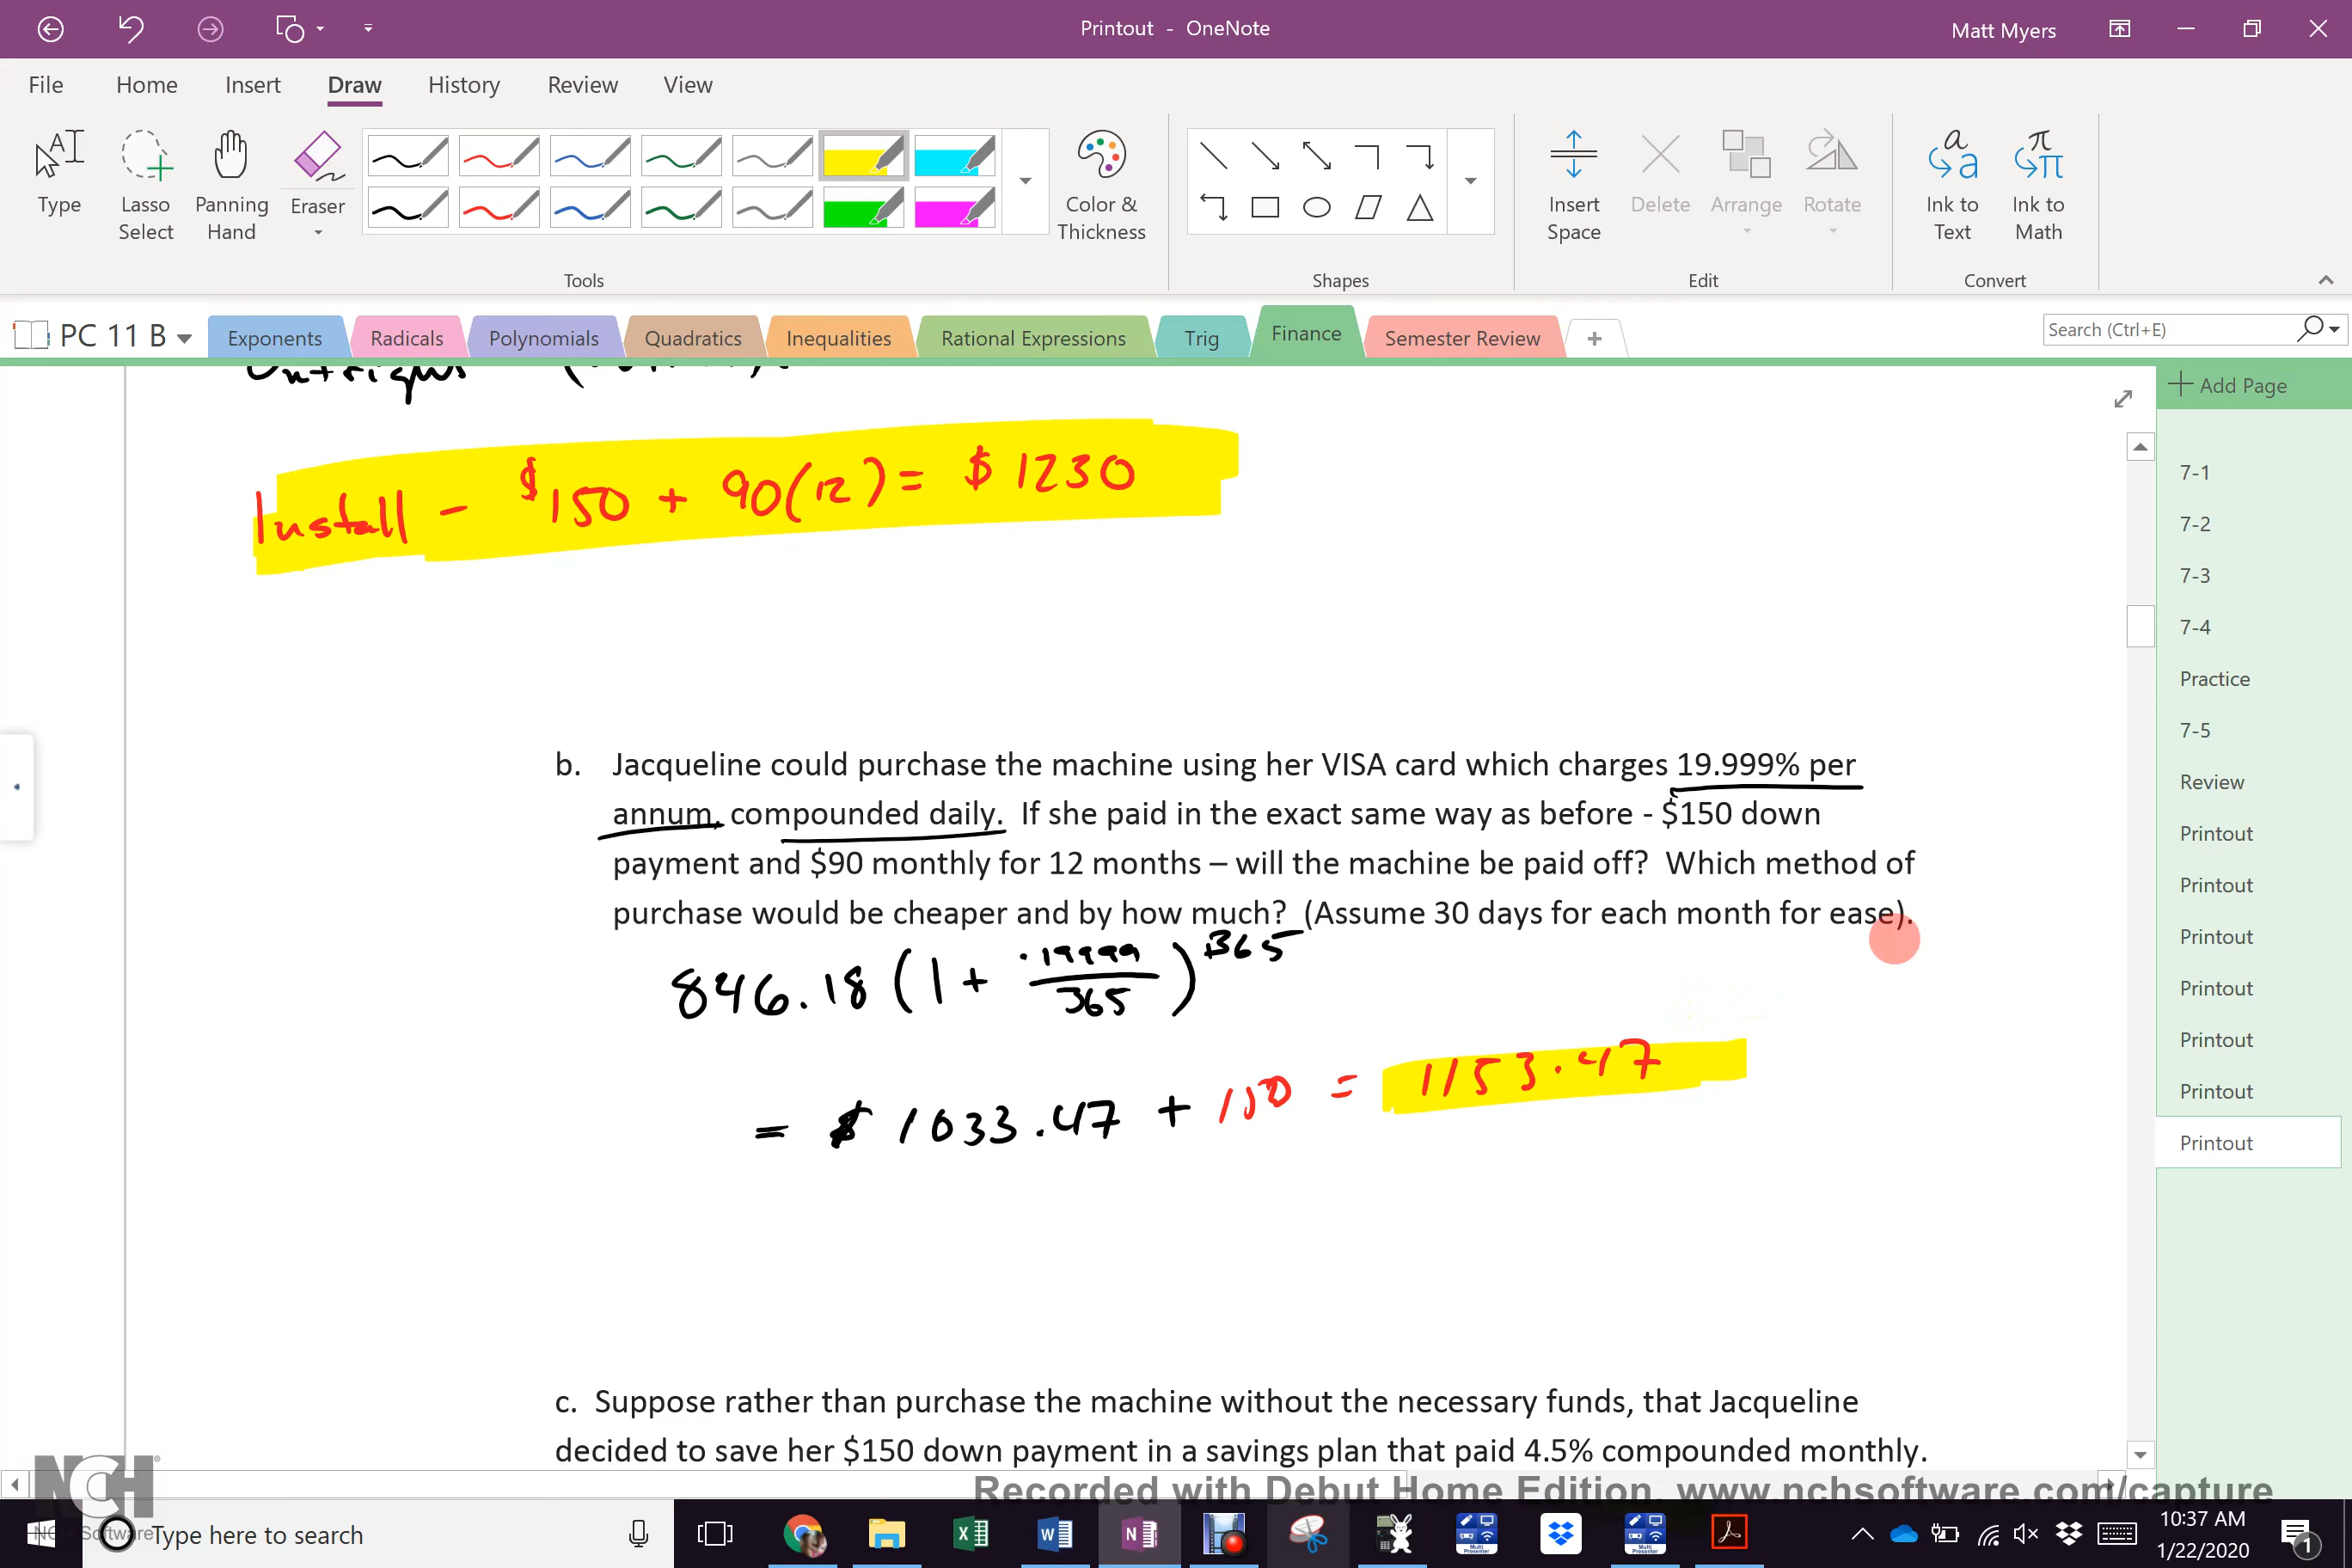 Printout - OneNote
Matt Myers
File Home Insert Draw History Review View
Type
Lasso Select
Panning Hand
Eraser
Color & Thickness
Insert Space
Delete
Arrange
Rotate
Ink to Text
Ink to Math
Tools
Shapes
Edit
Convert
PC 11 B
Exponents Radicals Polynomials Quadratics Inequalities Rational Expressions Trig Finance Semester Review +
Search (Ctrl+E)
Add Page
7-1
7-2
7-3
7-4
Practice
7-5
Review
Printout
Printout
Printout
Printout
Printout
Printout
Printout
Install - $150 + 90(12) = $1230
b. Jacqueline could purchase the machine using her VISA card which charges 19.999% per
annum, compounded daily. If she paid in the exact same way as before - $150 down
payment and $90 monthly for 12 months – will the machine be paid off? Which method of
purchase would be cheaper and by how much? (Assume 30 days for each month for ease).
846.18 (1 + .19999/365)^365
= $1033.47 + 150 = 1153.47
c. Suppose rather than purchase the machine without the necessary funds, that Jacqueline
decided to save her $150 down payment in a savings plan that paid 4.5% compounded monthly.
NCH
NCH Software
Recorded with Debut Home Edition. www.nchsoftware.com/capture
Type here to search
10:37 AM
1/22/2020
1